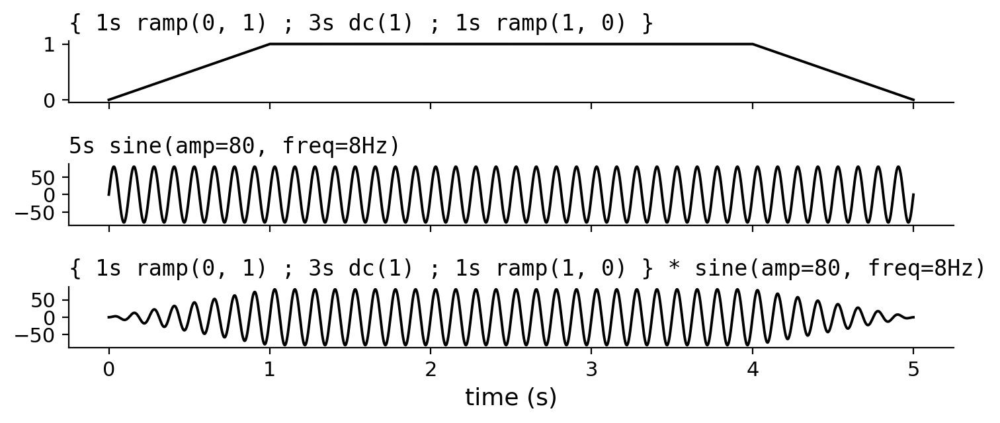 { 1s ramp(0, 1) ; 3s dc(1) ; 1s ramp(1, 0) }
1
0
5s sine(amp=80, freq=8Hz)
50
0
−50
{ 1s ramp(0, 1) ; 3s dc(1) ; 1s ramp(1, 0) } * sine(amp=80, freq=8Hz)
50
0
−50
0 1 2 3 4 5
time (s)